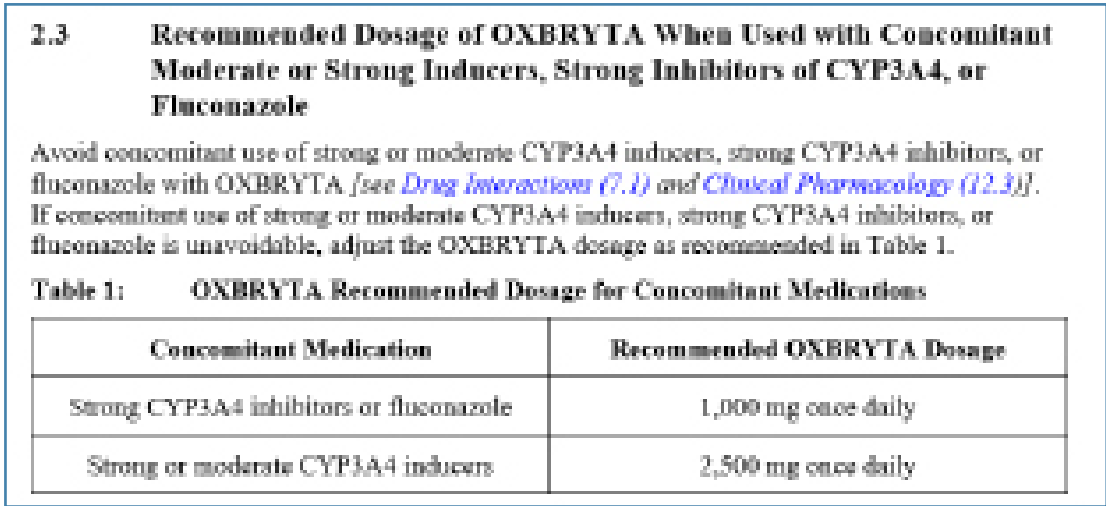 2.3 Recommended Dosage of OXBRYTA When Used with Concomitant
Moderate or Strong Inducers, Strong Inhibitors of CYP3A4, or
Fluconazole
Avoid concomitant use of strong or moderate CYP3A4 inducers, strong CYP3A4 inhibitors, or
fluconazole with OXBRYTA [see Drug Interactions (7.1) and Clinical Pharmacology (12.3)].
If concomitant use of strong or moderate CYP3A4 inducers, strong CYP3A4 inhibitors, or
fluconazole is unavoidable, adjust the OXBRYTA dosage as recommended in Table 1.
Table 1: OXBRYTA Recommended Dosage for Concomitant Medications
Concomitant Medication Recommended OXBRYTA Dosage
Strong CYP3A4 inhibitors or fluconazole 1,000 mg once daily
Strong or moderate CYP3A4 inducers 2,500 mg once daily